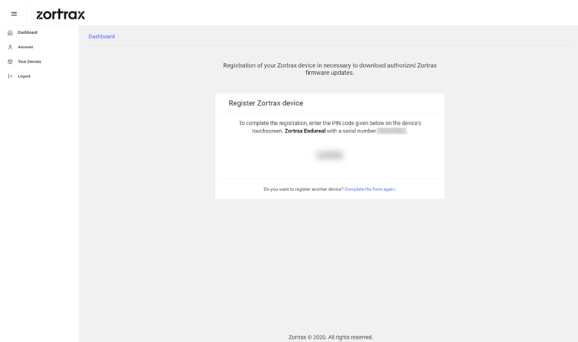 zortrax
Dashboard
Account
Your Devices
Logout
Dashboard
Registration of your Zortrax device in necessary to download authorized Zortrax
firmware updates.
Register Zortrax device
To complete the registration, enter the PIN code given below on the device's
touchscreen. Zortrax Endureal with a serial number
Do you want to register another device? Complete the form again.
Zortrax © 2020. All rights reserved.